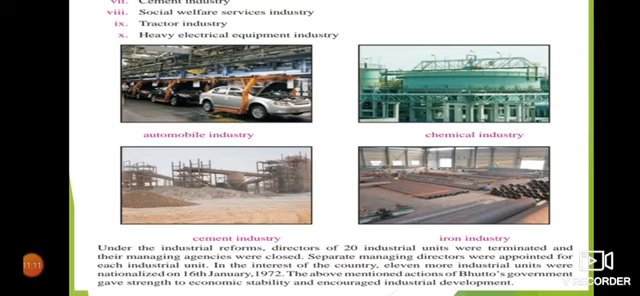 vii. Cement industry
viii. Social welfare services industry
ix. Tractor industry
x. Heavy electrical equipment industry
automobile industry
chemical industry
cement industry
iron industry
Under the industrial reforms, directors of 20 industrial units were terminated and
their managing agencies were closed. Separate managing directors were appointed for
each industrial unit. In the interest of the country, eleven more industrial units were
nationalized on 16th January, 1972. The above mentioned actions of Bhutto's government
gave strength to economic stability and encouraged industrial development.
11:11
V RECORDER